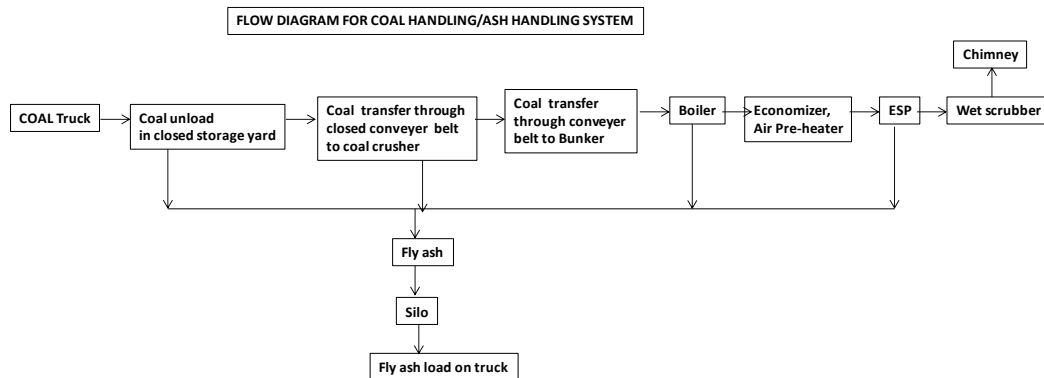 FLOW DIAGRAM FOR COAL HANDLING/ASH HANDLING SYSTEM
Chimney
COAL Truck
Coal unload
in closed storage yard
Coal transfer through
closed conveyer belt
to coal crusher
Coal transfer
through conveyer
belt to Bunker
Boiler
Economizer,
Air Pre-heater
ESP
Wet scrubber
Fly ash
Silo
Fly ash load on truck